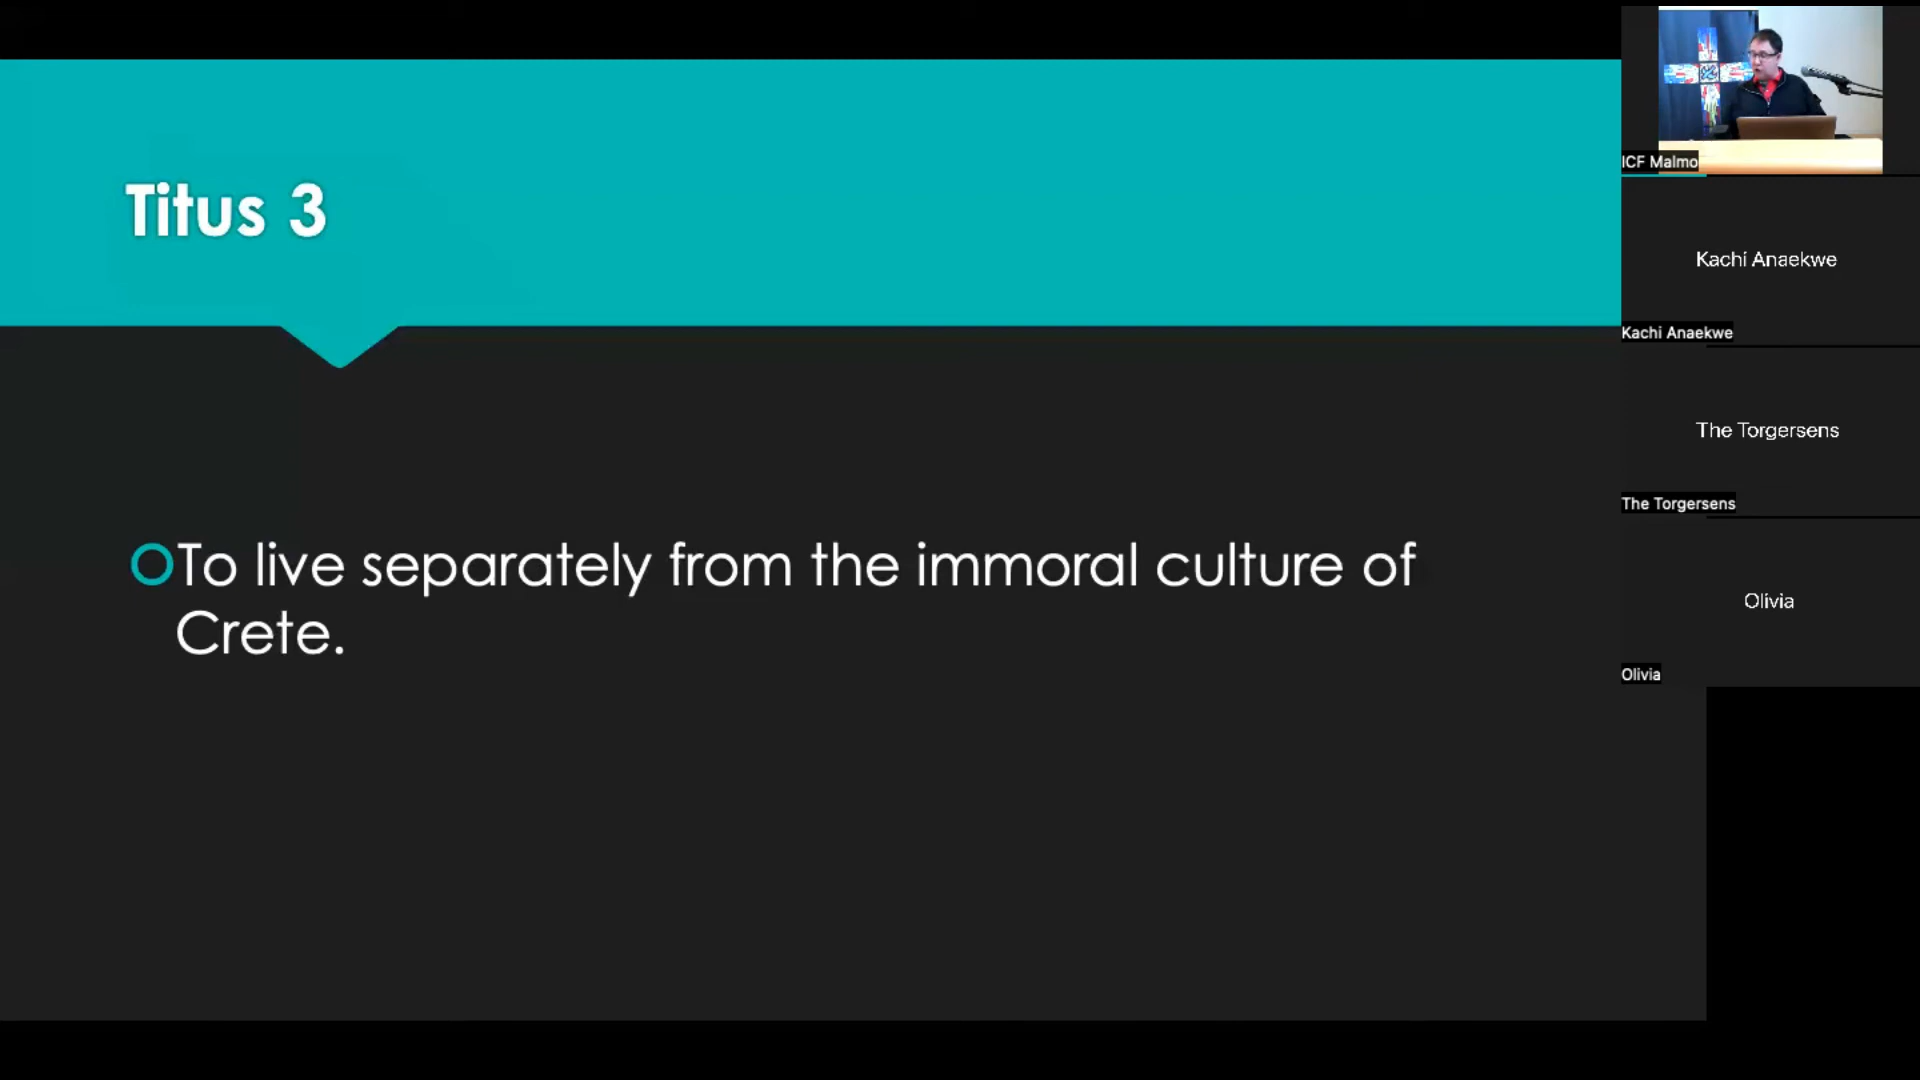 Titus 3
To live separately from the immoral culture of
Crete.
ICF Malmo
Kachi Anaekwe
Kachi Anaekwe
The Torgersens
The Torgersens
Olivia
Olivia